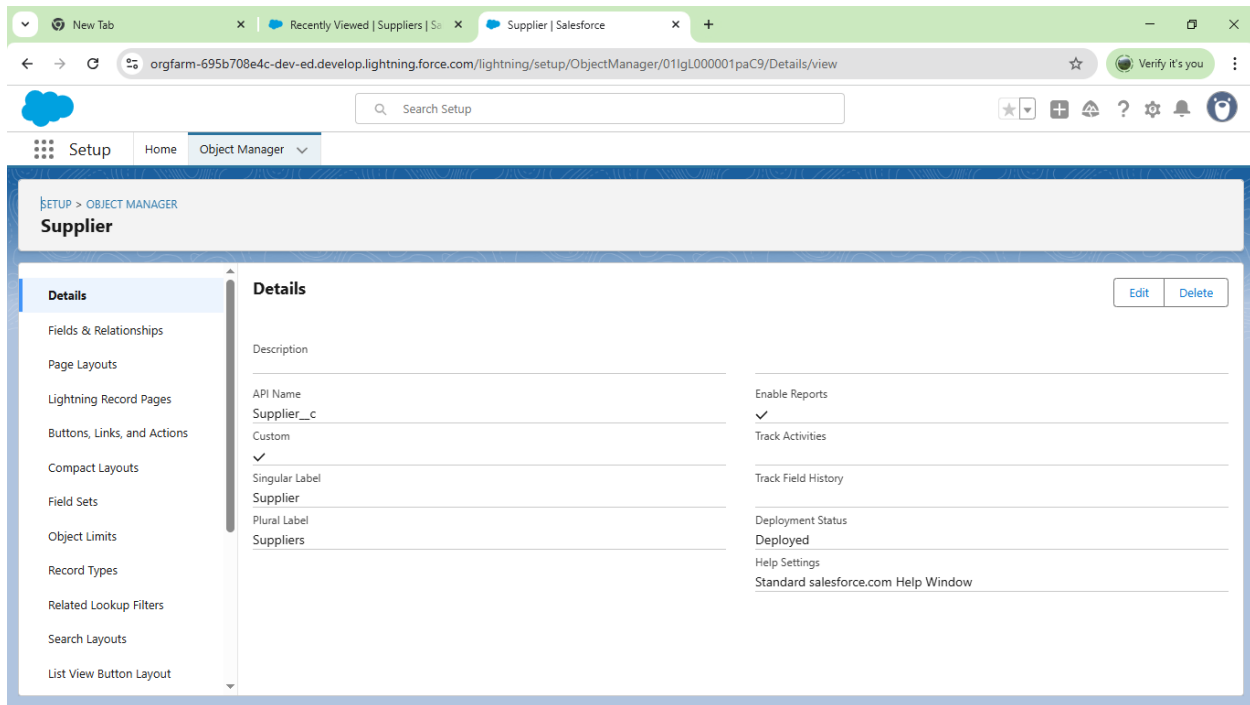 New Tab
Recently Viewed | Suppliers | Sa
Supplier | Salesforce
orgfarm-695b708e4c-dev-ed.develop.lightning.force.com/lightning/setup/ObjectManager/01IgL000001paC9/Details/view
Verify it's you
Search Setup
Setup
Home
Object Manager
SETUP > OBJECT MANAGER
Supplier
Details
Fields & Relationships
Page Layouts
Lightning Record Pages
Buttons, Links, and Actions
Compact Layouts
Field Sets
Object Limits
Record Types
Related Lookup Filters
Search Layouts
List View Button Layout
Details
Edit
Delete
Description
API Name
Supplier__c
Custom
Singular Label
Supplier
Plural Label
Suppliers
Enable Reports
Track Activities
Track Field History
Deployment Status
Deployed
Help Settings
Standard salesforce.com Help Window